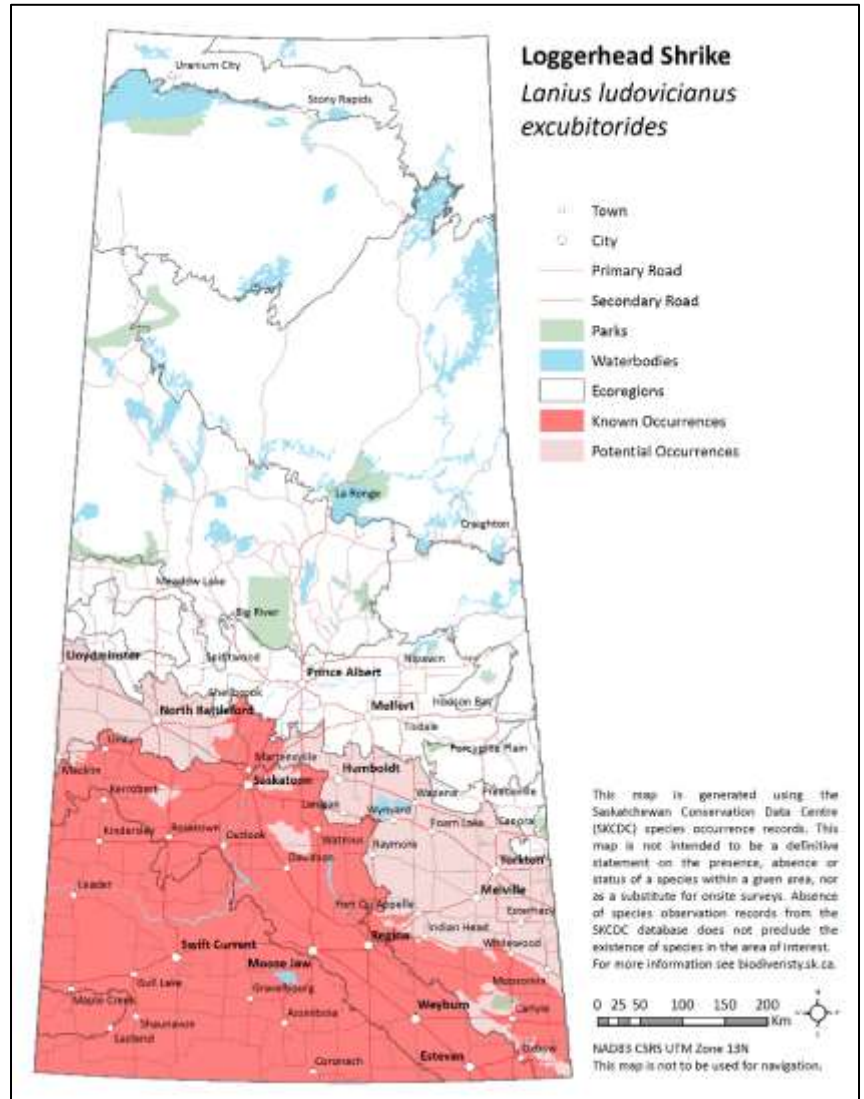 Loggerhead Shrike
Lanius ludovicianus
excubitorides
Town
City
Primary Road
Secondary Road
Parks
Waterbodies
Ecoregions
Known Occurrences
Potential Occurrences
Uranium City
Stony Rapids
La Ronge
Creighton
Meadow Lake
Big River
Lloydminster
Spiritwood
Nipawin
Prince Albert
Shellbrook
Melfort
Hudson Bay
North Battleford
Tisdale
Unity
Porcupine Plain
Martensville
Macklin
Humboldt
Saskatoon
Kerrobert
Wadena
Preeceville
Lanigan
Wynyard
Canora
Foam Lake
Kindersley
Rosetown
Outlook
Watrous
Raymore
Yorkton
Davidson
Melville
Leader
Fort Qu'Appelle
Esterhazy
Indian Head
Whitewood
Swift Current
Regina
Moose Jaw
Moosomin
Gull Lake
Gravelbourg
Maple Creek
Weyburn
Carlyle
Shaunavon
Assiniboia
Eastend
Oxbow
Coronach
Estevan
This map is generated using the
Saskatchewan Conservation Data Centre
(SKCDC) species occurrence records. This
map is not intended to be a definitive
statement on the presence, absence or
status of a species within a given area, nor
as a substitute for onsite surveys. Absence
of species observation records from the
SKCDC database does not preclude the
existence of species in the area of interest.
For more information see biodiveristy.sk.ca.
0 25 50 100 150 200
Km
NAD83 CSRS UTM Zone 13N
This map is not to be used for navigation.